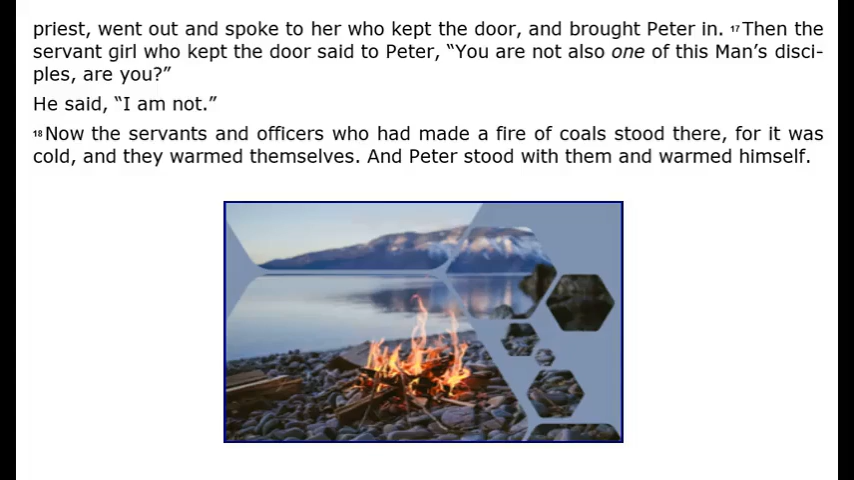 priest, went out and spoke to her who kept the door, and brought Peter in. 17 Then the
servant girl who kept the door said to Peter, “You are not also one of this Man’s disci-
ples, are you?”
He said, “I am not.”
18 Now the servants and officers who had made a fire of coals stood there, for it was
cold, and they warmed themselves. And Peter stood with them and warmed himself.